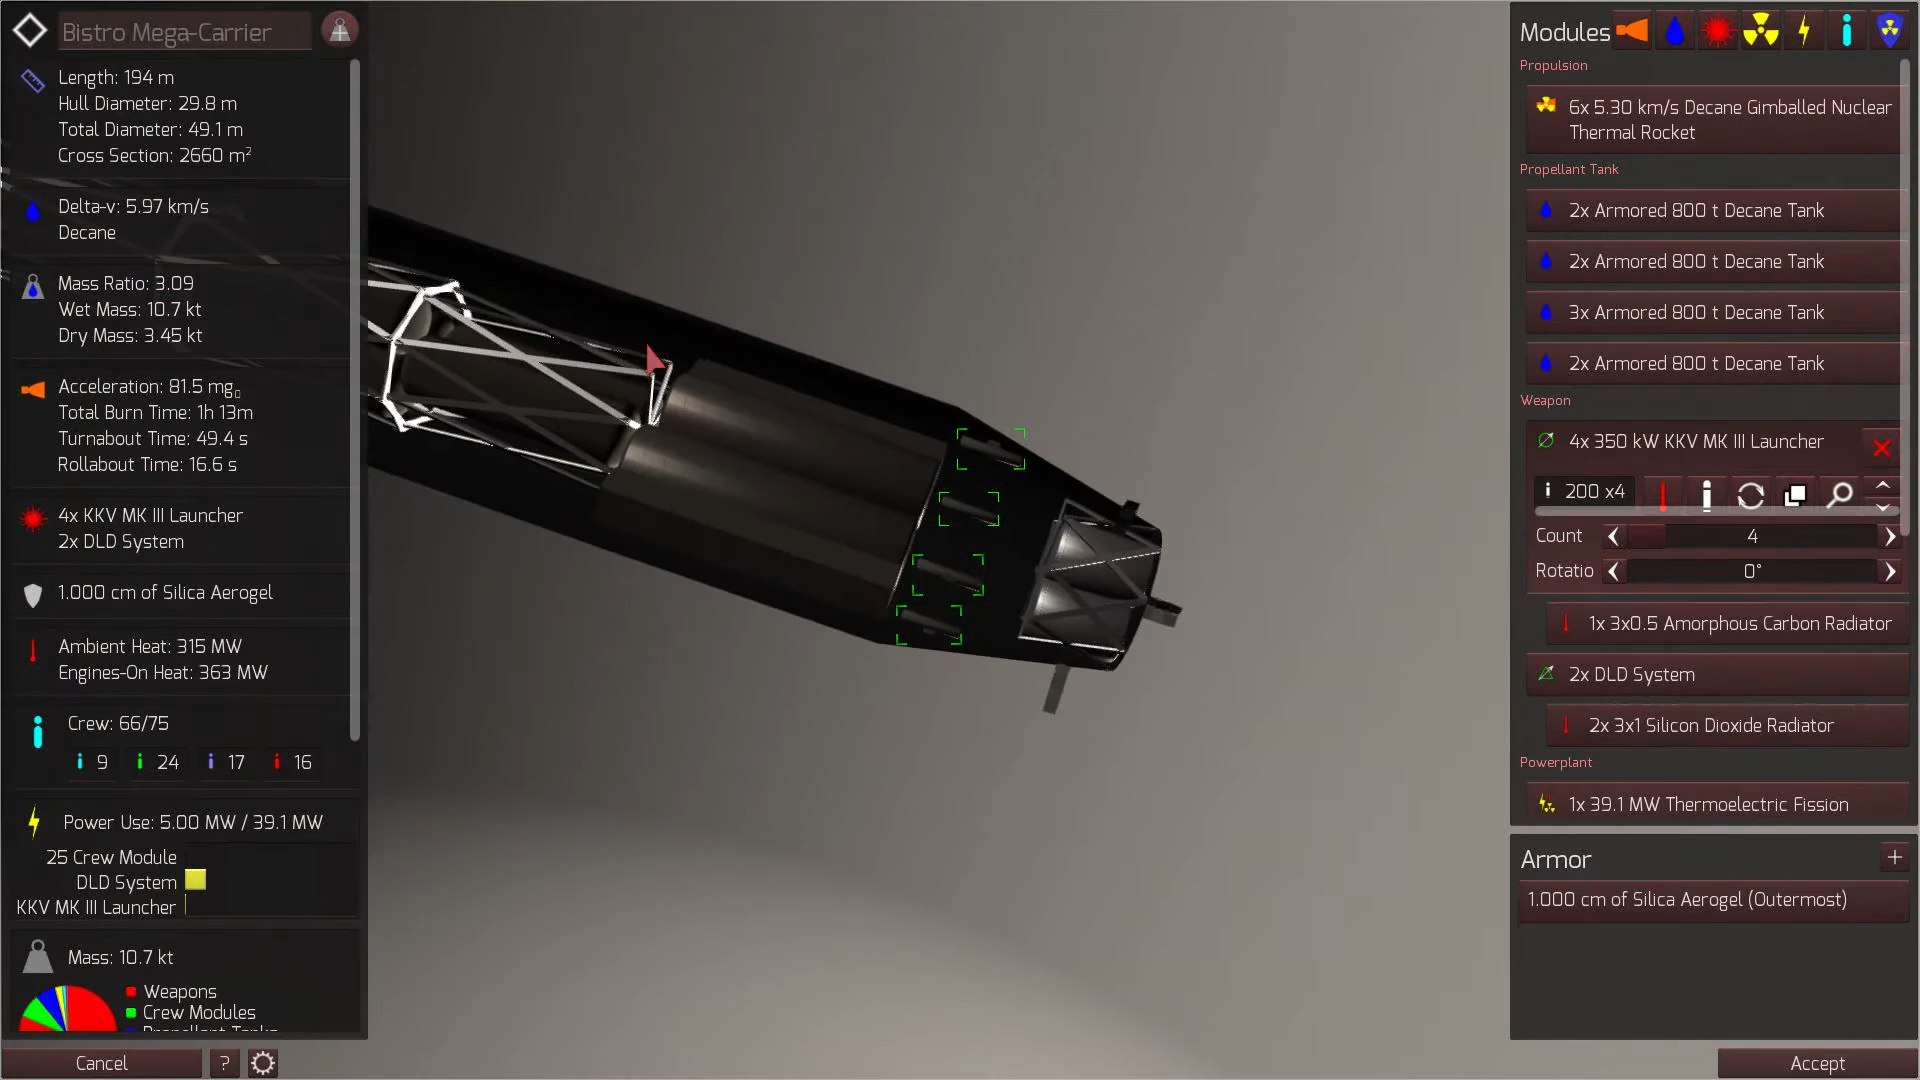 Bistro Mega-Carrier
Length: 194 m
Hull Diameter: 29.8 m
Total Diameter: 49.1 m
Cross Section: 2660 m²
Delta-v: 5.97 km/s
Decane
Mass Ratio: 3.09
Wet Mass: 10.7 kt
Dry Mass: 3.45 kt
Acceleration: 81.5 mg▯
Total Burn Time: 1h 13m
Turnabout Time: 49.4 s
Rollabout Time: 16.6 s
4x KKV MK III Launcher
2x DLD System
1.000 cm of Silica Aerogel
Ambient Heat: 315 MW
Engines-On Heat: 363 MW
Crew: 66/75
9 24 17 16
Power Use: 5.00 MW / 39.1 MW
25 Crew Module
DLD System
KKV MK III Launcher
Mass: 10.7 kt
Weapons
Crew Modules
Propellant Tanks
Cancel
?
Modules
Propulsion
6x 5.30 km/s Decane Gimballed Nuclear
Thermal Rocket
Propellant Tank
2x Armored 800 t Decane Tank
2x Armored 800 t Decane Tank
3x Armored 800 t Decane Tank
2x Armored 800 t Decane Tank
Weapon
4x 350 kW KKV MK III Launcher
200 x4
Count 4
Rotatio 0°
1x 3x0.5 Amorphous Carbon Radiator
2x DLD System
2x 3x1 Silicon Dioxide Radiator
Powerplant
1x 39.1 MW Thermoelectric Fission
Armor
+
1.000 cm of Silica Aerogel (Outermost)
Accept